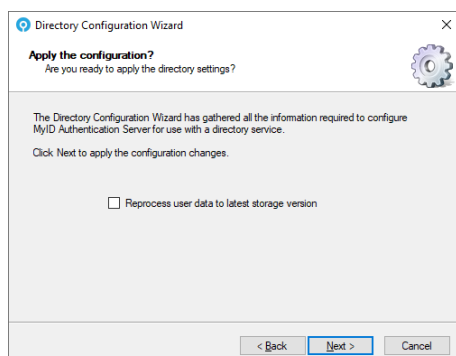 Directory Configuration Wizard
Apply the configuration?
Are you ready to apply the directory settings?
The Directory Configuration Wizard has gathered all the information required to configure
MyID Authentication Server for use with a directory service.
Click Next to apply the configuration changes.
Reprocess user data to latest storage version
< Back Next > Cancel